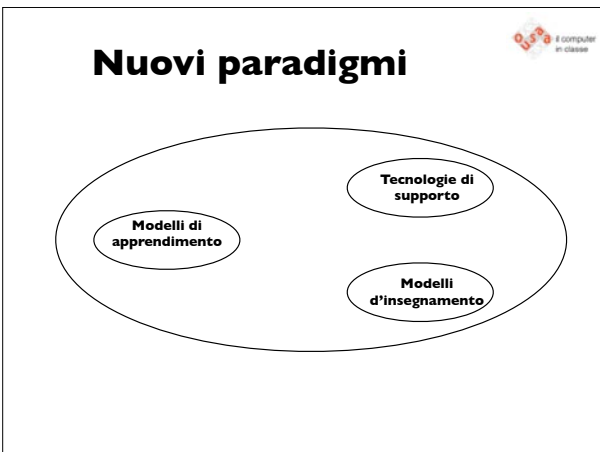 Nuovi paradigmi
il computer
in classe
Tecnologie di
supporto
Modelli di
apprendimento
Modelli
d'insegnamento